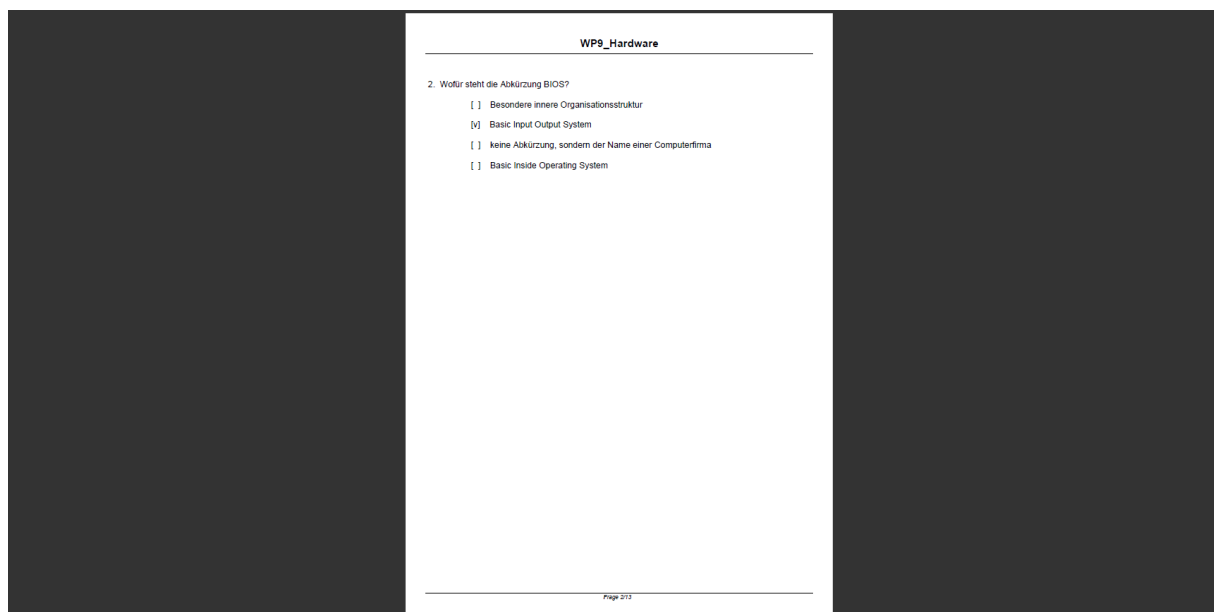 WP9_Hardware
2. Wofür steht die Abkürzung BIOS?
[ ] Besondere innere Organisationsstruktur
[v] Basic Input Output System
[ ] keine Abkürzung, sondern der Name einer Computerfirma
[ ] Basic Inside Operating System
Frage 2/13